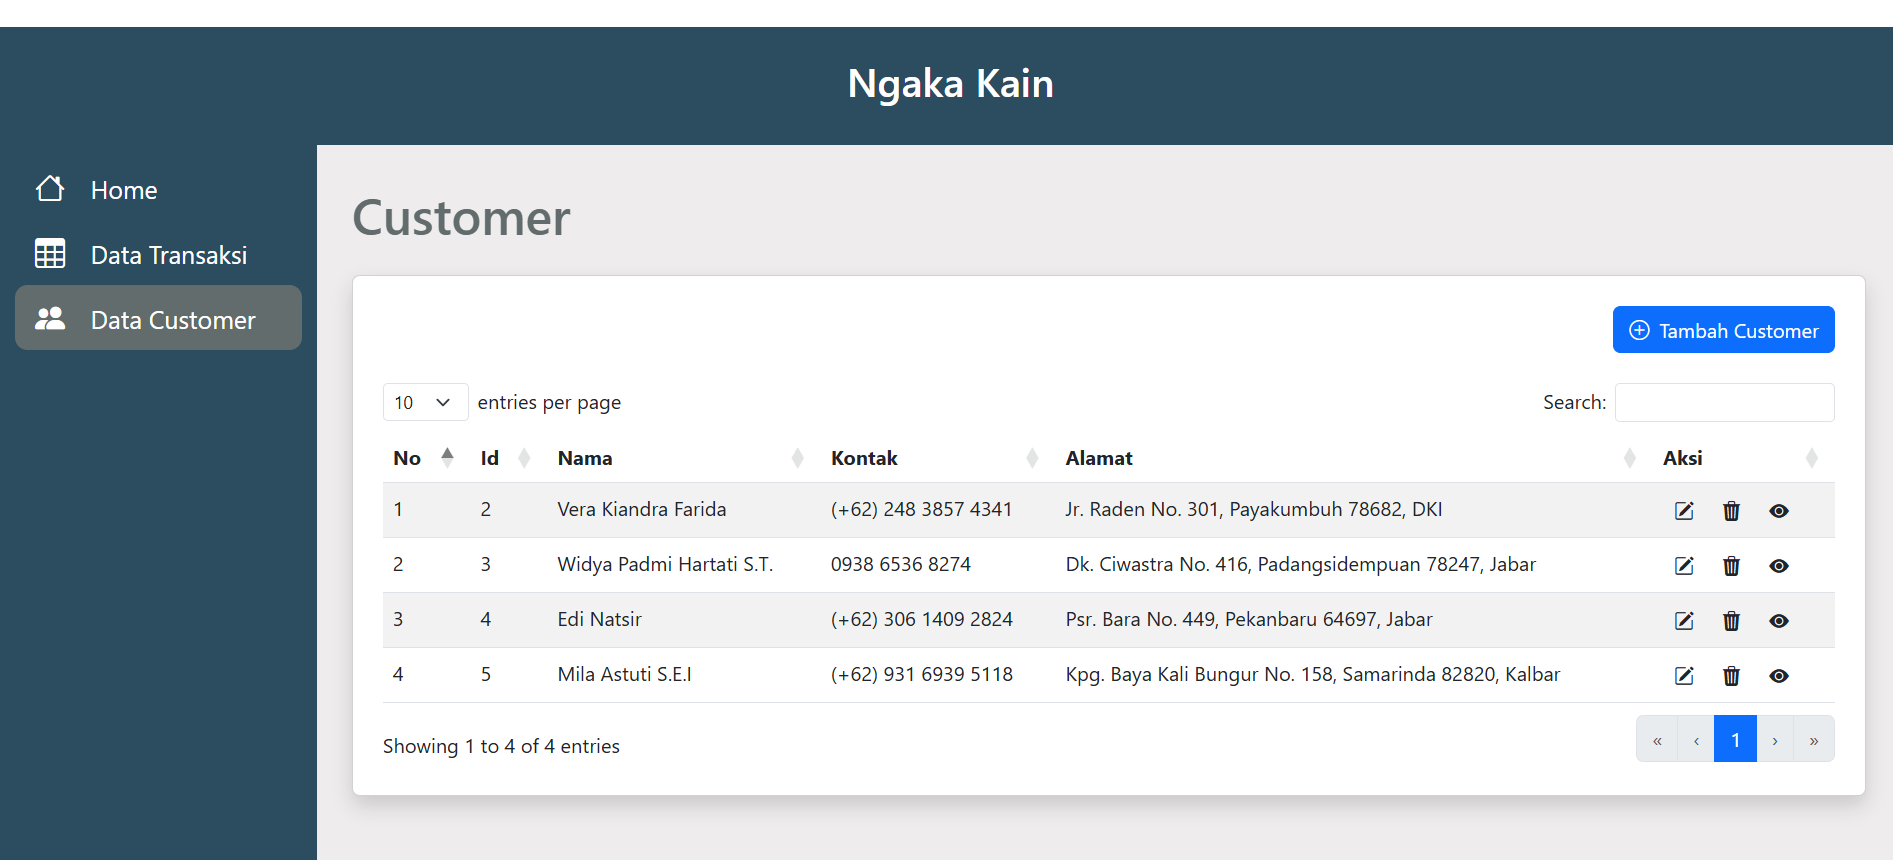 Ngaka Kain
Home
Data Transaksi
Data Customer
Customer
Tambah Customer
10 entries per page Search:
No Id Nama Kontak Alamat Aksi
1 2 Vera Kiandra Farida (+62) 248 3857 4341 Jr. Raden No. 301, Payakumbuh 78682, DKI
2 3 Widya Padmi Hartati S.T. 0938 6536 8274 Dk. Ciwastra No. 416, Padangsidempuan 78247, Jabar
3 4 Edi Natsir (+62) 306 1409 2824 Psr. Bara No. 449, Pekanbaru 64697, Jabar
4 5 Mila Astuti S.E.I (+62) 931 6939 5118 Kpg. Baya Kali Bungur No. 158, Samarinda 82820, Kalbar
Showing 1 to 4 of 4 entries « ‹ 1 › »